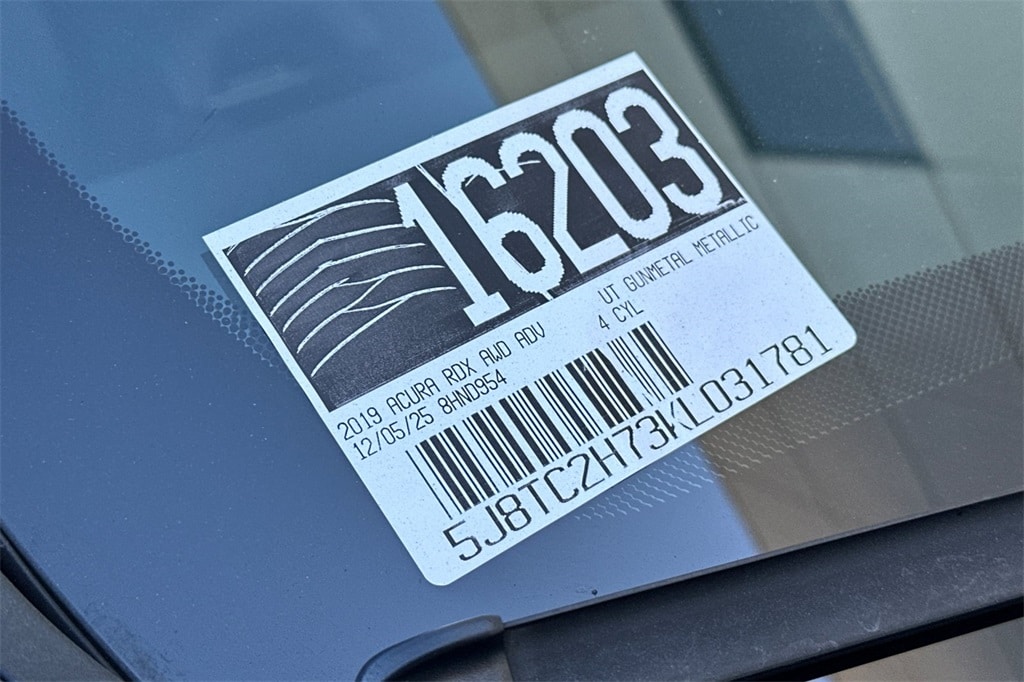 16203
2019 ACURA RDX AWD ADV
UT GUNMETAL METALLIC
12/05/25 8HND954
4 CYL
5J8TC2H73KL031781